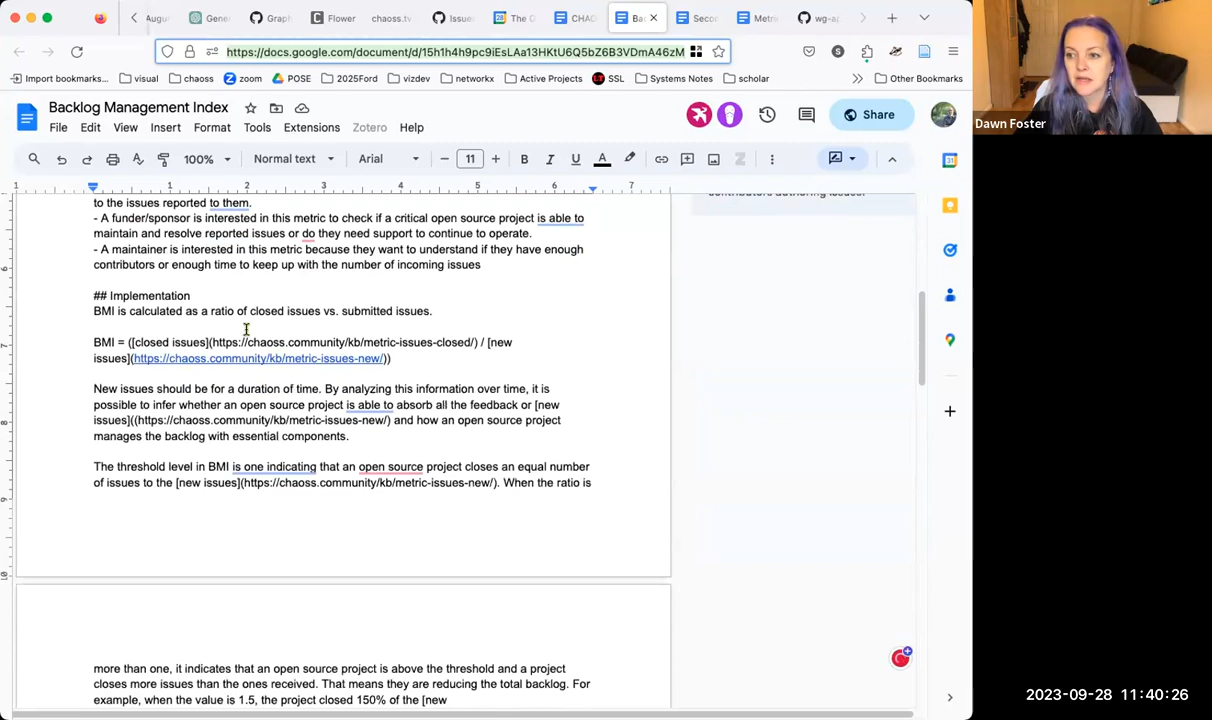 Augu
Gene
Graph
Flower
chaoss.tv
Issue
The C
CHAO
Ba
Secor
Metri
wg-ap
https://docs.google.com/document/d/15h1h4h9pc9iEsLAa13HKtU6Q5bZ6B3VDmA46zM
Import bookmarks...
visual
chaoss
zoom
POSE
2025Ford
vizdev
networkx
Active Projects
SSL
Systems Notes
scholar
Other Bookmarks
Backlog Management Index
File Edit View Insert Format Tools Extensions Zotero Help
Share
100% Normal text Arial 11
1 1 2 3 4 5 6 7
contributors authoring issues.
to the issues reported to them.
- A funder/sponsor is interested in this metric to check if a critical open source project is able to
maintain and resolve reported issues or do they need support to continue to operate.
- A maintainer is interested in this metric because they want to understand if they have enough
contributors or enough time to keep up with the number of incoming issues
## Implementation
BMI is calculated as a ratio of closed issues vs. submitted issues.
BMI = ([closed issues](https://chaoss.community/kb/metric-issues-closed/) / [new
issues](https://chaoss.community/kb/metric-issues-new/))
New issues should be for a duration of time. By analyzing this information over time, it is
possible to infer whether an open source project is able to absorb all the feedback or [new
issues]((https://chaoss.community/kb/metric-issues-new/) and how an open source project
manages the backlog with essential components.
The threshold level in BMI is one indicating that an open source project closes an equal number
of issues to the [new issues](https://chaoss.community/kb/metric-issues-new/). When the ratio is
more than one, it indicates that an open source project is above the threshold and a project
closes more issues than the ones received. That means they are reducing the total backlog. For
example, when the value is 1.5, the project closed 150% of the [new
Dawn Foster
2023-09-28 11:40:26